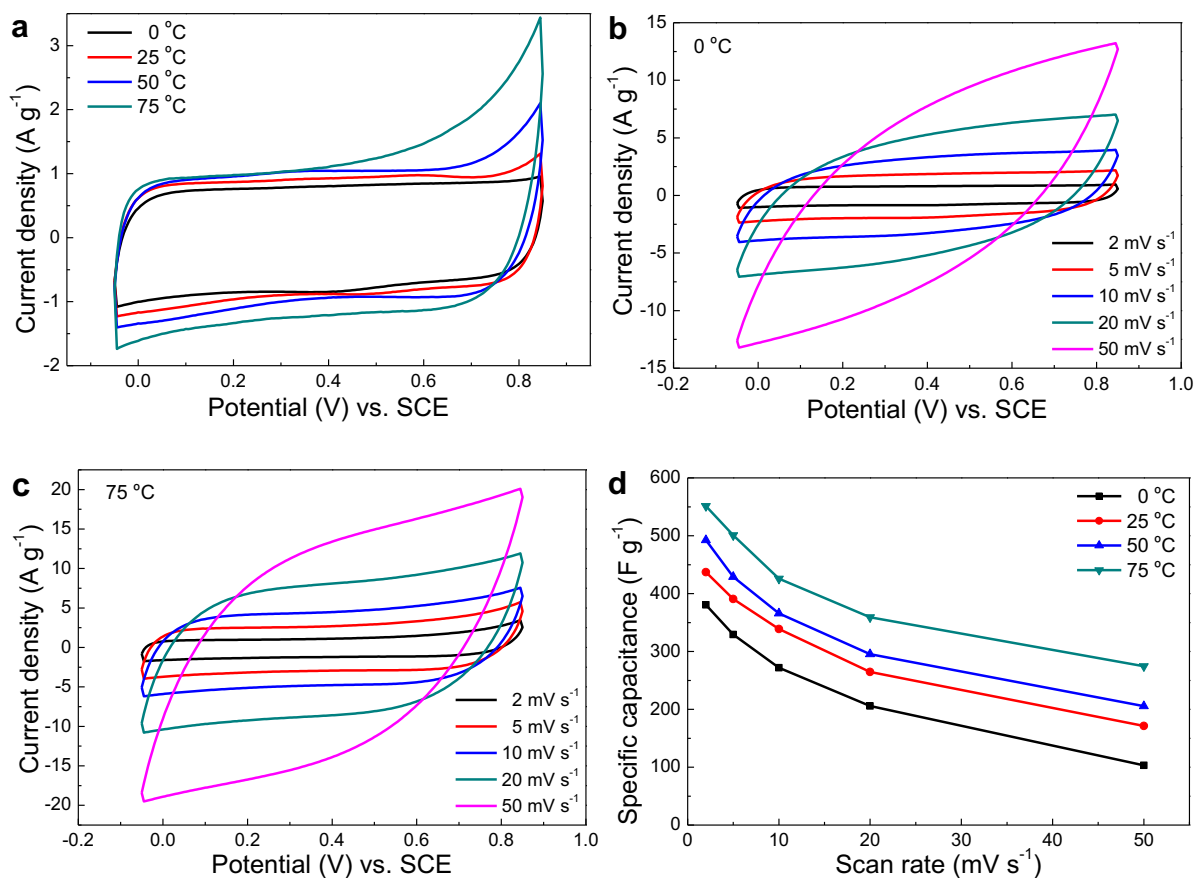 a
0 °C
25 °C
50 °C
75 °C
3
2
1
0
-1
-2
0.0 0.2 0.4 0.6 0.8
Current density (A g⁻¹)
Potential (V) vs. SCE
b
0 °C
15
10
5
0
-5
-10
-15
-0.2 0.0 0.2 0.4 0.6 0.8 1.0
Current density (A g⁻¹)
Potential (V) vs. SCE
2 mV s⁻¹
5 mV s⁻¹
10 mV s⁻¹
20 mV s⁻¹
50 mV s⁻¹
c
75 °C
20
15
10
5
0
-5
-10
-15
-20
-0.2 0.0 0.2 0.4 0.6 0.8 1.0
Current density (A g⁻¹)
Potential (V) vs. SCE
2 mV s⁻¹
5 mV s⁻¹
10 mV s⁻¹
20 mV s⁻¹
50 mV s⁻¹
d
0 °C
25 °C
50 °C
75 °C
600
500
400
300
200
100
0
0 10 20 30 40 50
Specific capacitance (F g⁻¹)
Scan rate (mV s⁻¹)